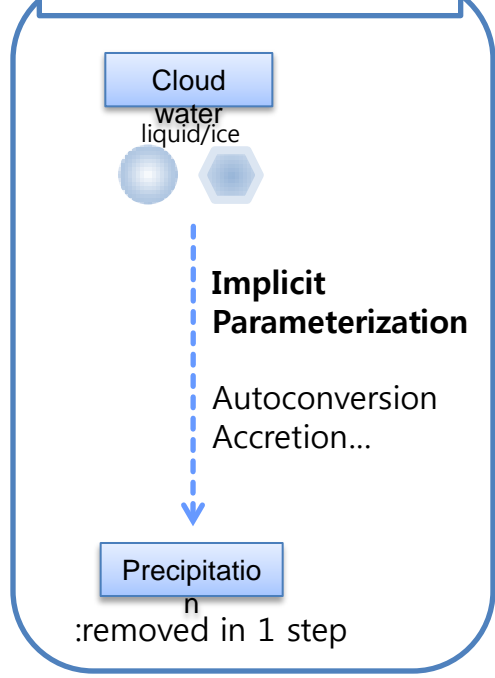 Cloud
water
liquid/ice
Implicit
Parameterization
Autoconversion
Accretion...
Precipitatio
n
:removed in 1 step